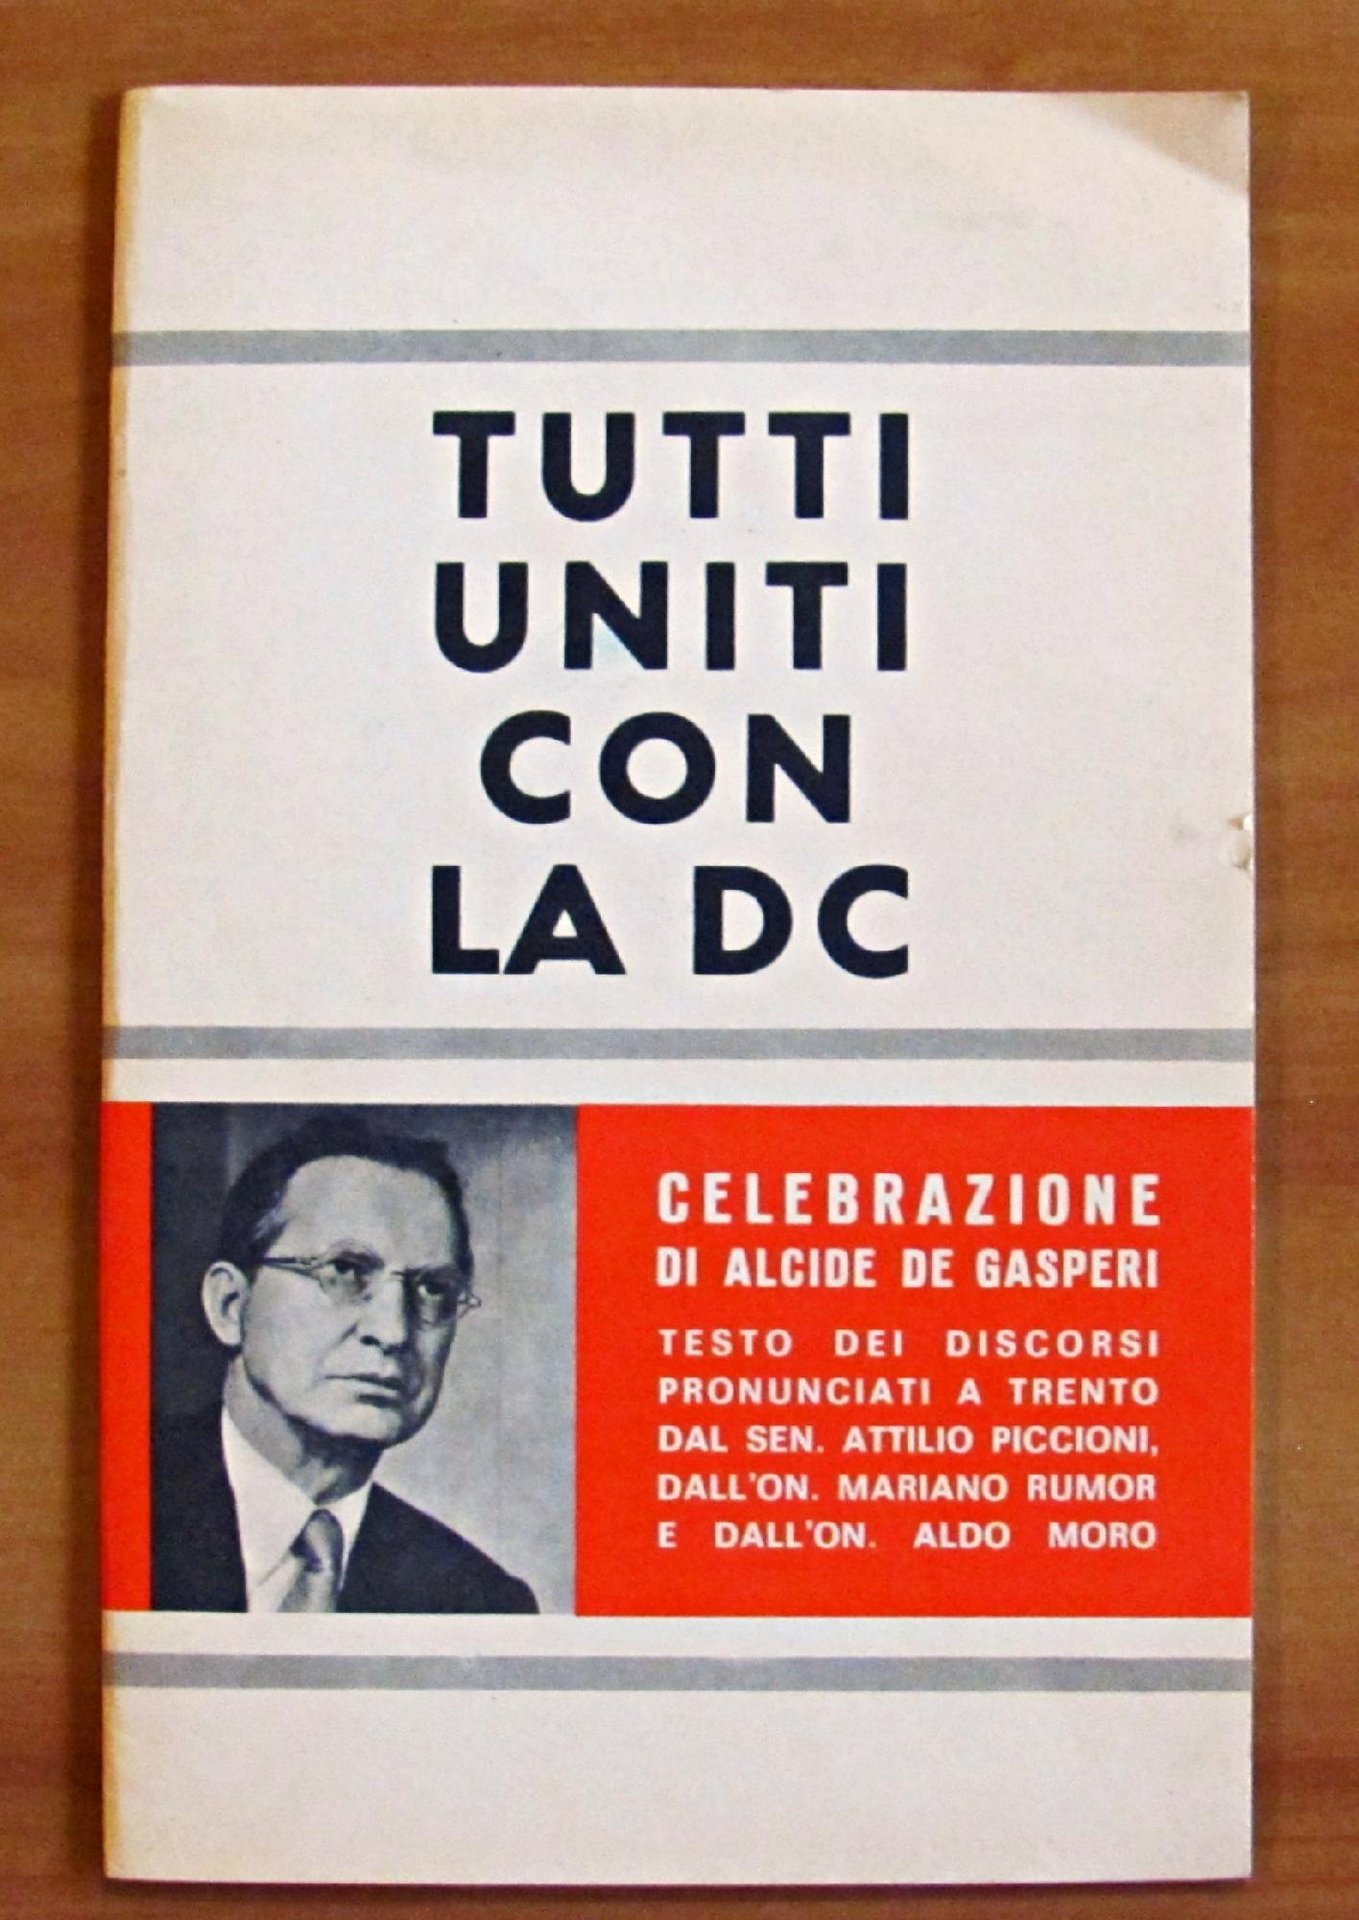 TUTTI
UNITI
CON
LA DC
CELEBRAZIONE
DI ALCIDE DE GASPERI
TESTO DEI DISCORSI
PRONUNCIATI A TRENTO
DAL SEN. ATTILIO PICCIONI,
DALL'ON. MARIANO RUMOR
E DALL'ON. ALDO MORO